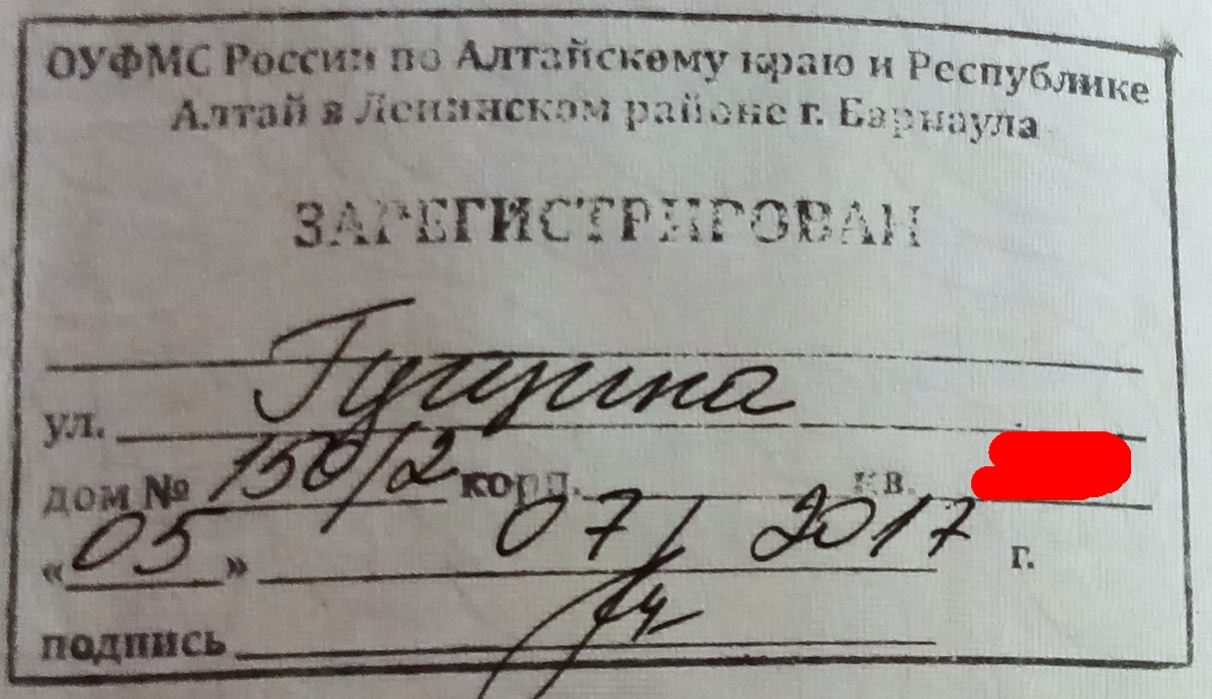 ОУФМС России по Алтайскому краю и Республике
Алтай в Ленинском районе г. Барнаула
ЗАРЕГИСТРИРОВАН
ул. Гущина
дом № 150/2 корп. кв.
«05» 07 2017 г.
подпись